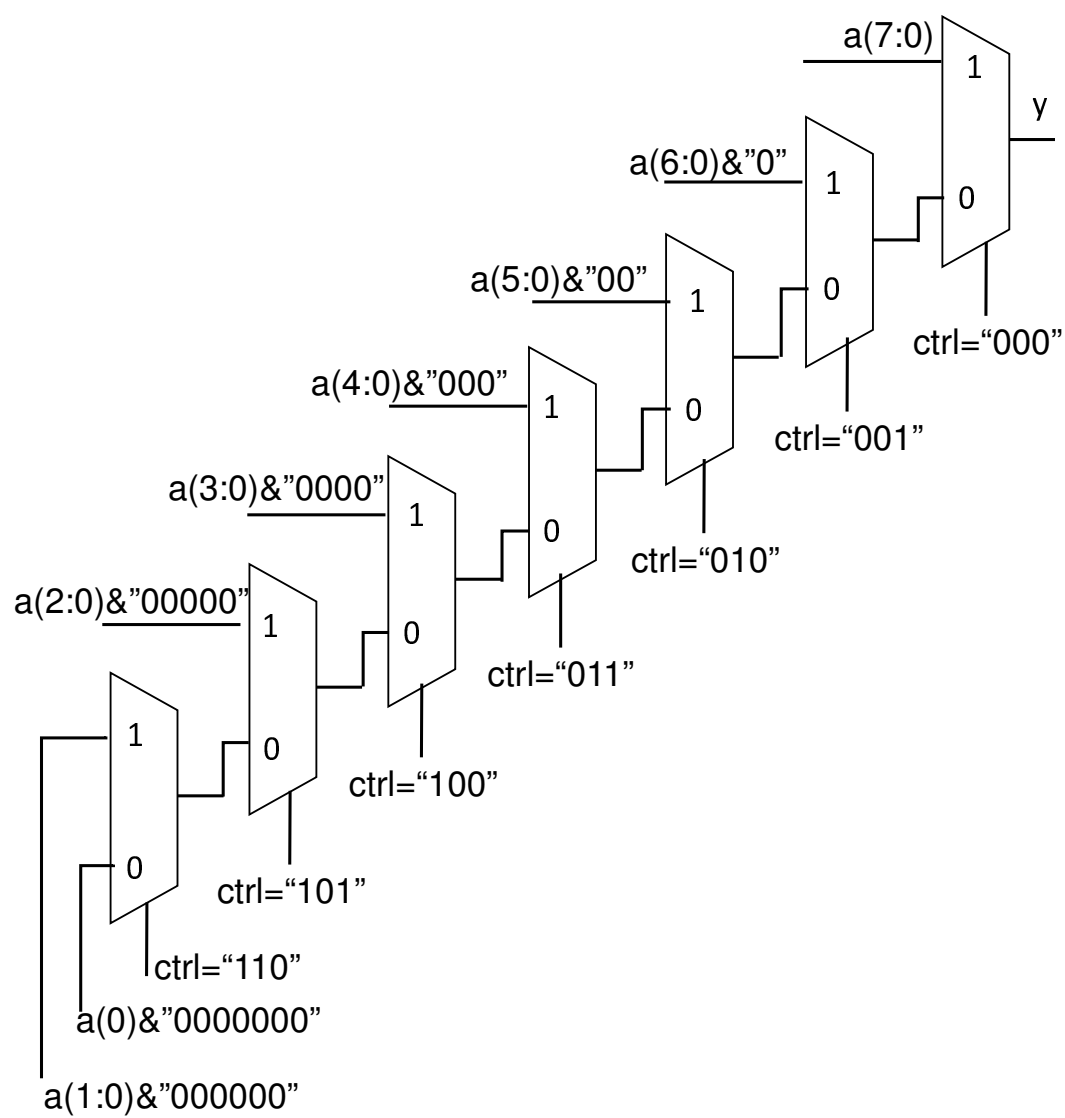 a(7:0)
1
y
a(6:0)&”0”
1
0
a(5:0)&”00”
1
0
ctrl=“000”
a(4:0)&”000”
1
0
ctrl=“001”
a(3:0)&”0000”
1
0
ctrl=“010”
a(2:0)&”00000”
1
0
ctrl=“011”
1
0
ctrl=“100”
0
ctrl=“101”
ctrl=“110”
a(0)&”0000000”
a(1:0)&”000000”